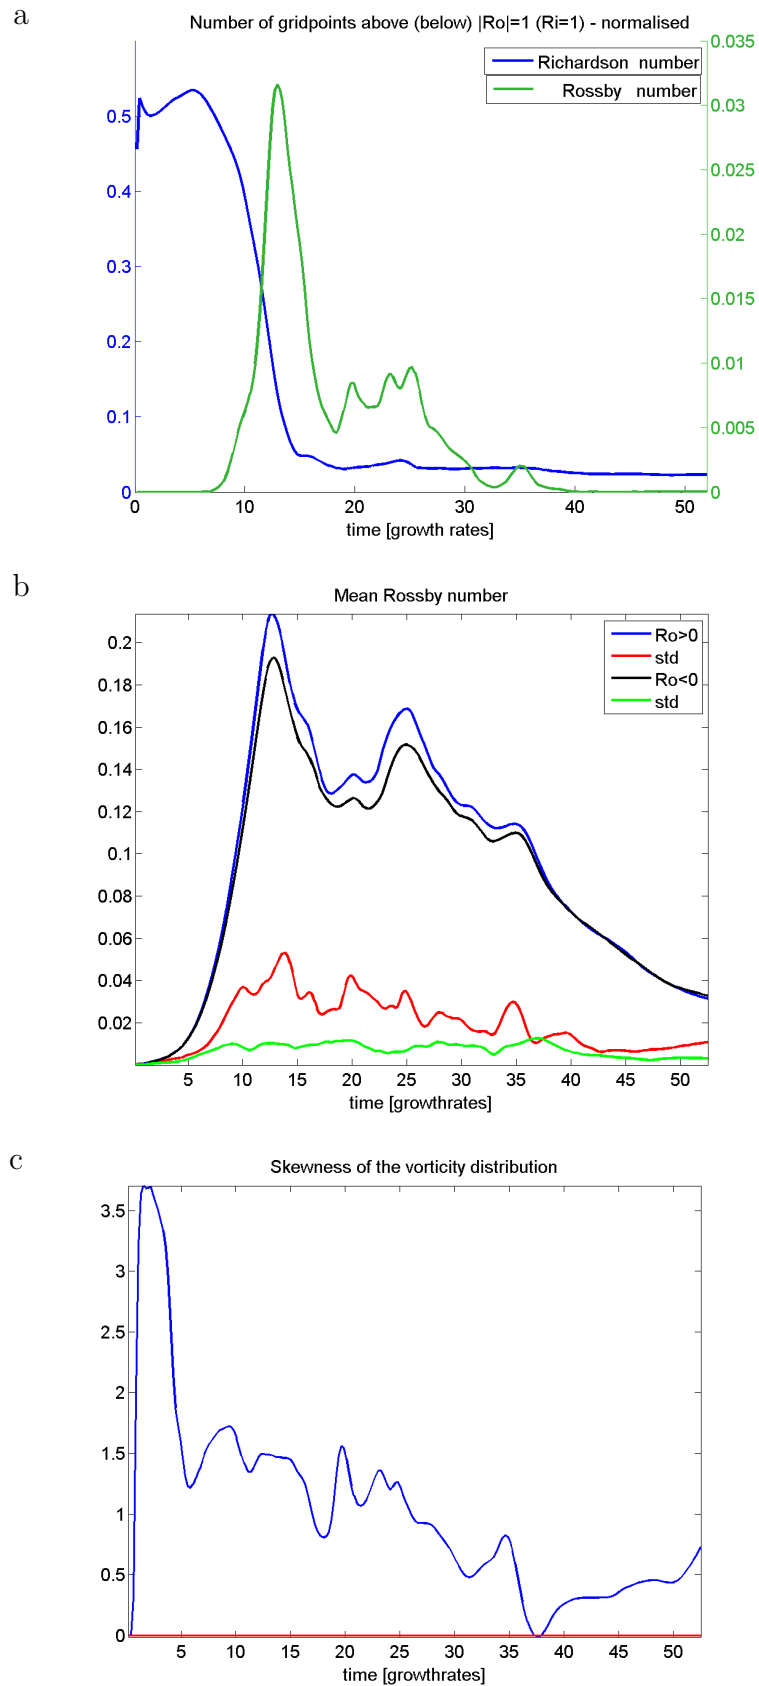 a
Number of gridpoints above (below) |Ro|=1 (Ri=1) - normalised
Richardson number
Rossby number
0.5
0.4
0.3
0.2
0.1
0
0.035
0.03
0.025
0.02
0.015
0.01
0.005
0
0 10 20 30 40 50
time [growth rates]
b
Mean Rossby number
Ro>0
std
Ro<0
std
0.2
0.18
0.16
0.14
0.12
0.1
0.08
0.06
0.04
0.02
5 10 15 20 25 30 35 40 45 50
time [growthrates]
c
Skewness of the vorticity distribution
3.5
3
2.5
2
1.5
1
0.5
0
5 10 15 20 25 30 35 40 45 50
time [growthrates]